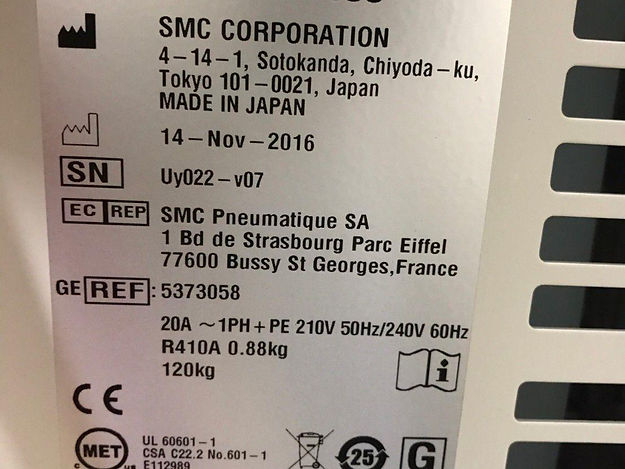 SMC CORPORATION
4-14-1, Sotokanda, Chiyoda-ku,
Tokyo 101-0021, Japan
MADE IN JAPAN
14-Nov-2016
SN Uy022-v07
EC REP SMC Pneumatique SA
1 Bd de Strasbourg Parc Eiffel
77600 Bussy St Georges,France
GE REF: 5373058
20A ~1PH+PE 210V 50Hz/240V 60Hz
R410A 0.88kg
120kg
i
CE
c MET us
UL 60601-1
CSA C22.2 No.601-1
E112989
25
G